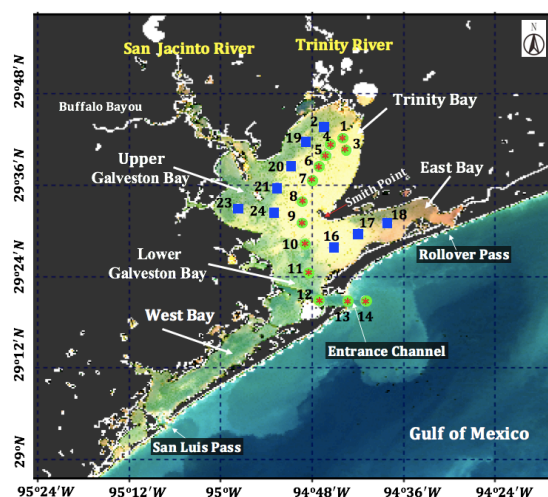 N
San Jacinto River
Trinity River
Buffalo Bayou
Trinity Bay
Upper
Galveston Bay
East Bay
Smith Point
Rollover Pass
Lower
Galveston Bay
West Bay
Entrance Channel
San Luis Pass
Gulf of Mexico
1
2
3
4
5
6
7
8
9
10
11
12
13
14
16
17
18
19
20
21
23
24
29°48′N
29°36′N
29°24′N
29°12′N
29°N
95°24′W
95°12′W
95°W
94°48′W
94°36′W
94°24′W